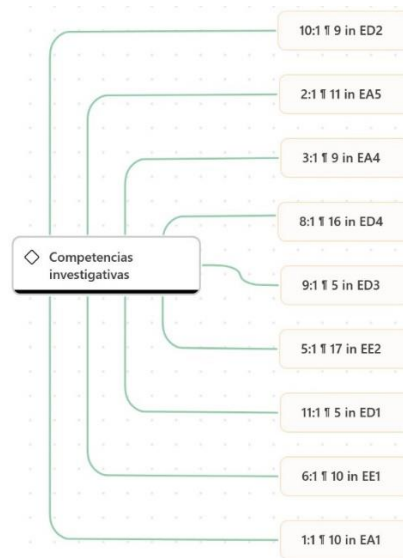 10:1 ¶ 9 in ED2
2:1 ¶ 11 in EA5
3:1 ¶ 9 in EA4
8:1 ¶ 16 in ED4
Competencias
investigativas
9:1 ¶ 5 in ED3
5:1 ¶ 17 in EE2
11:1 ¶ 5 in ED1
6:1 ¶ 10 in EE1
1:1 ¶ 10 in EA1